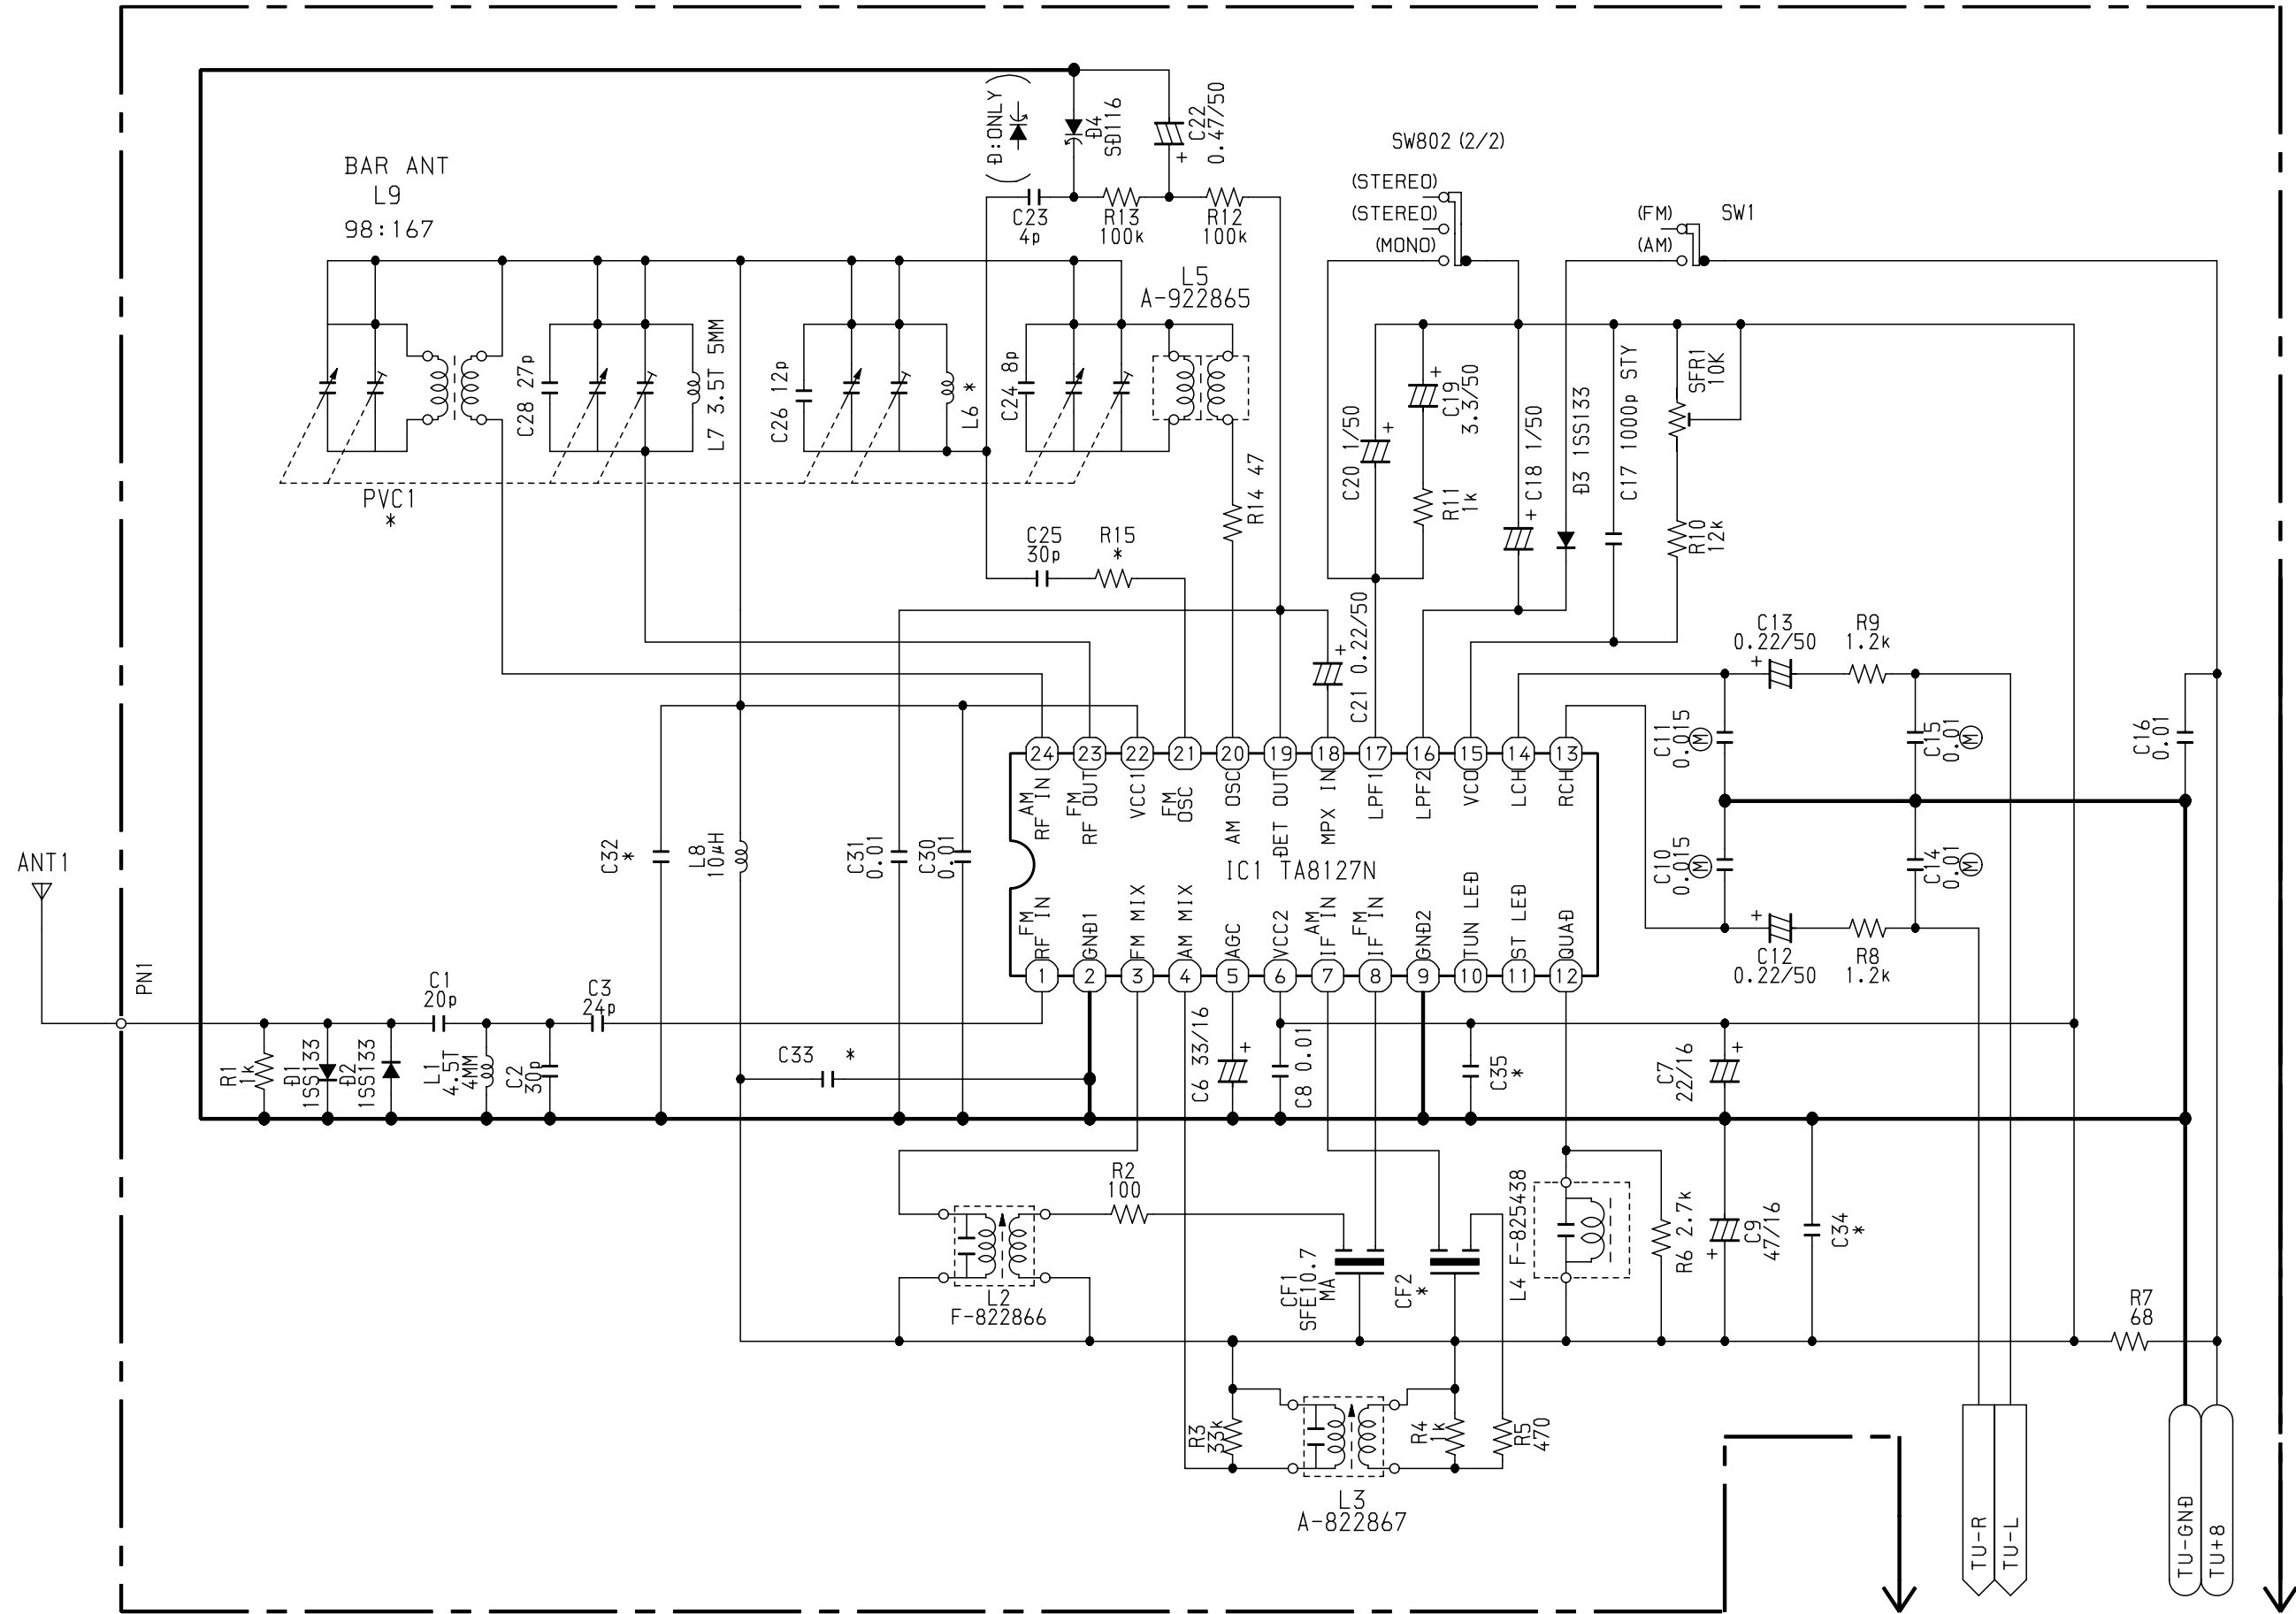 BAR ANT
L9
98:167
(D:ONLY)
D4
SD116
C22
0.47/50
C23
4p
R13
100k
R12
100k
SW802 (2/2)
(STEREO)
(STEREO)
(MONO)
(FM)
(AM)
SW1
L5
A-922865
C28 27p
L7 3.5T 5MM
C26 12p
L6 *
C24 8p
PVC1
*
R14 47
C25
30p
R15
*
C20 1/50
+
C19
3.3/50
+
R11
1k
C18 1/50
+
D3 1SS133
C17 1000p STY
SFR1
10K
R10
12k
C21 0.22/50
+
C13
0.22/50
+
R9
1.2k
C11
0.015
M
C15
0.01
M
C16
0.01
C10
0.015
M
C14
0.01
M
C12
0.22/50
+
R8
1.2k
24 23 22 21 20 19 18 17 16 15 14 13
AM
RF IN
FM
RF OUT
VCC1
FM
OSC
AM OSC
DET OUT
MPX IN
LPF1
LPF2
VCO
LCH
RCH
IC1 TA8127N
FM
RF IN
GND1
FM MIX
AM MIX
AGC
VCC2
AM
IF IN
FM
IF IN
GND2
TUN LED
ST LED
QUAD
1 2 3 4 5 6 7 8 9 10 11 12
C32
*
L8
10μH
C31
0.01
C30
0.01
ANT1
PN1
C1
20p
C3
24p
R1
1k
D1
1SS133
D2
1SS133
L1
4.5T
4MM
C2
30p
C33 *
C6 33/16
+
C8 0.01
C35
*
C7
22/16
+
R2
100
L2
F-822866
CF1
SFE10.7
MA
CF2
*
L4 F-825438
R6 2.7k
C9
47/16
+
C34
*
R7
68
R3
33k
R4
1k
R5
470
L3
A-822867
TU-R
TU-L
TU-GND
TU+8